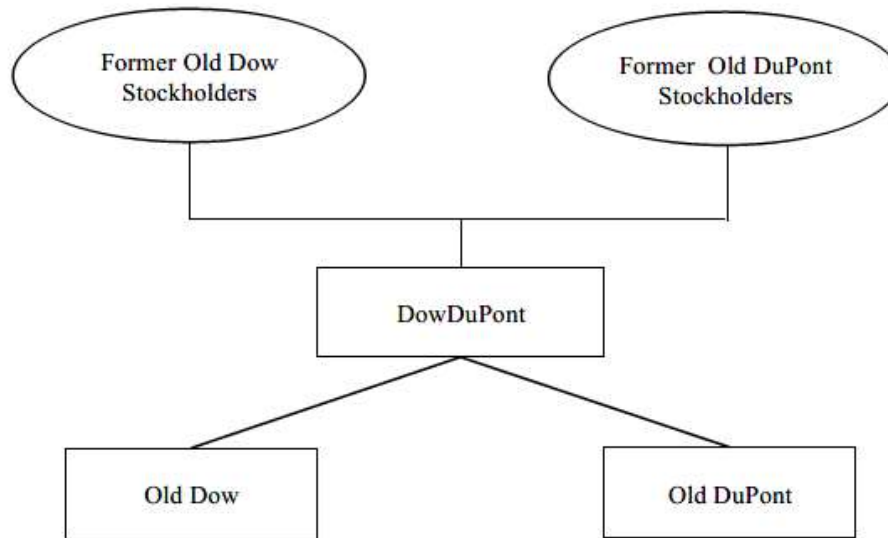 Former Old Dow
Stockholders
Former Old DuPont
Stockholders
DowDuPont
Old Dow
Old DuPont